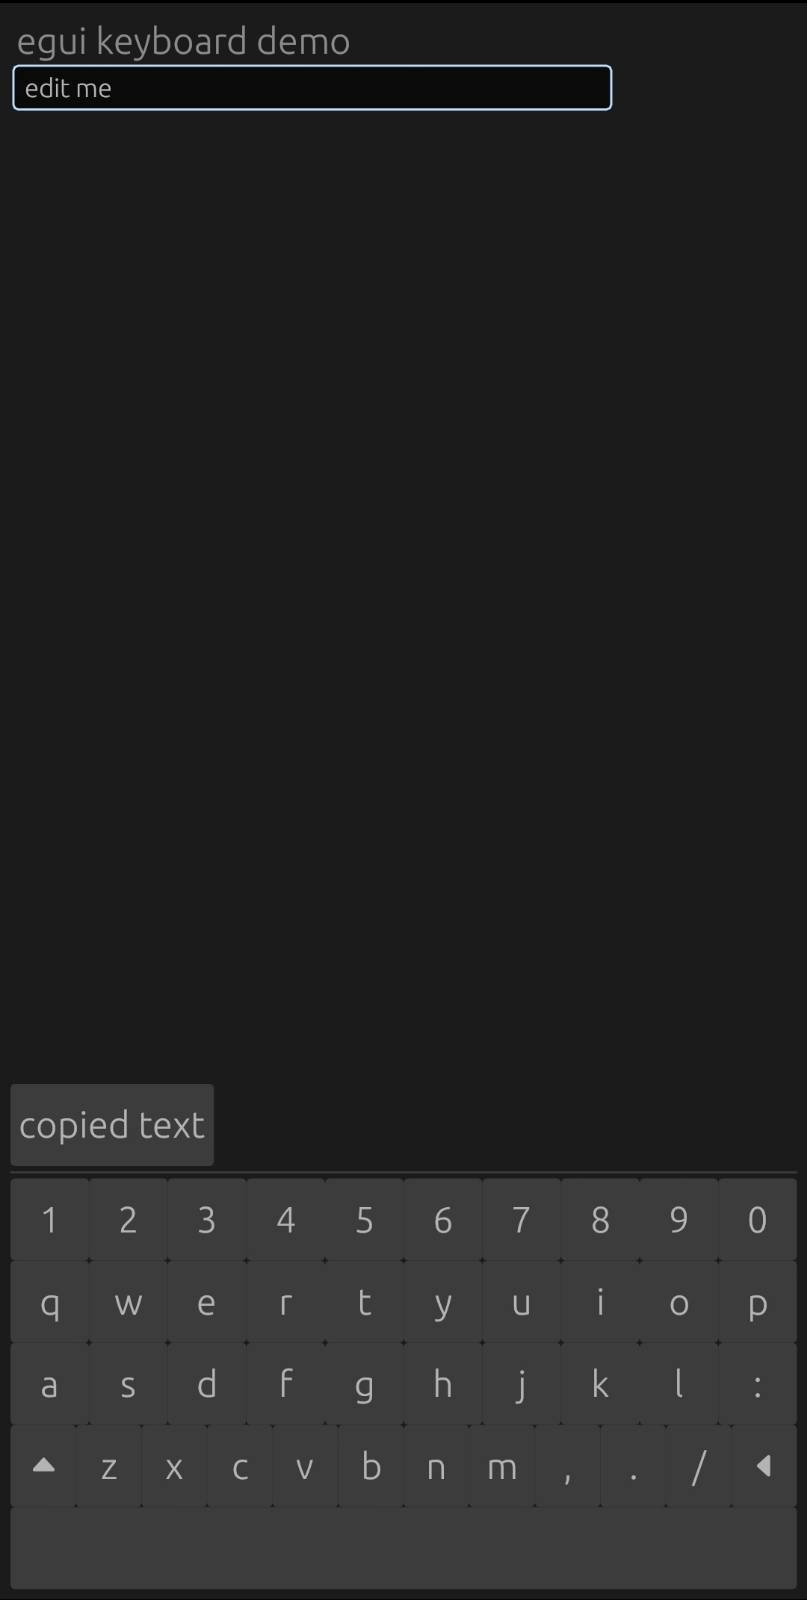 egui keyboard demo
edit me
copied text
1 2 3 4 5 6 7 8 9 0
q w e r t y u i o p
a s d f g h j k l :
z x c v b n m , . /